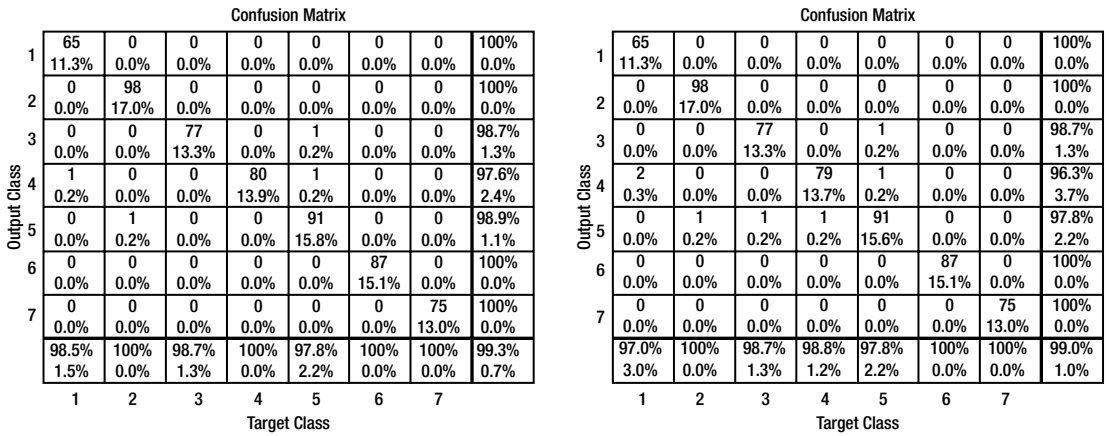 Confusion Matrix
65 0 0 0 0 0 0 100%
1
11.3% 0.0% 0.0% 0.0% 0.0% 0.0% 0.0% 0.0%
0 98 0 0 0 0 0 100%
2
0.0% 17.0% 0.0% 0.0% 0.0% 0.0% 0.0% 0.0%
0 0 77 0 1 0 0 98.7%
3
0.0% 0.0% 13.3% 0.0% 0.2% 0.0% 0.0% 1.3%
1 0 0 80 1 0 0 97.6%
4
0.2% 0.0% 0.0% 13.9% 0.2% 0.0% 0.0% 2.4%
0 1 0 0 91 0 0 98.9%
5
0.0% 0.2% 0.0% 0.0% 15.8% 0.0% 0.0% 1.1%
0 0 0 0 0 87 0 100%
6
0.0% 0.0% 0.0% 0.0% 0.0% 15.1% 0.0% 0.0%
0 0 0 0 0 0 75 100%
7
0.0% 0.0% 0.0% 0.0% 0.0% 0.0% 13.0% 0.0%
98.5% 100% 98.7% 100% 97.8% 100% 100% 99.3%
1.5% 0.0% 1.3% 0.0% 2.2% 0.0% 0.0% 0.7%
1 2 3 4 5 6 7
Target Class
Output Class
Confusion Matrix
65 0 0 0 0 0 0 100%
1
11.3% 0.0% 0.0% 0.0% 0.0% 0.0% 0.0% 0.0%
0 98 0 0 0 0 0 100%
2
0.0% 17.0% 0.0% 0.0% 0.0% 0.0% 0.0% 0.0%
0 0 77 0 1 0 0 98.7%
3
0.0% 0.0% 13.3% 0.0% 0.2% 0.0% 0.0% 1.3%
2 0 0 79 1 0 0 96.3%
4
0.3% 0.0% 0.0% 13.7% 0.2% 0.0% 0.0% 3.7%
0 1 1 1 91 0 0 97.8%
5
0.0% 0.2% 0.2% 0.2% 15.6% 0.0% 0.0% 2.2%
0 0 0 0 0 87 0 100%
6
0.0% 0.0% 0.0% 0.0% 0.0% 15.1% 0.0% 0.0%
0 0 0 0 0 0 75 100%
7
0.0% 0.0% 0.0% 0.0% 0.0% 0.0% 13.0% 0.0%
97.0% 100% 98.7% 98.8% 97.8% 100% 100% 99.0%
3.0% 0.0% 1.3% 1.2% 2.2% 0.0% 0.0% 1.0%
1 2 3 4 5 6 7
Target Class
Output Class